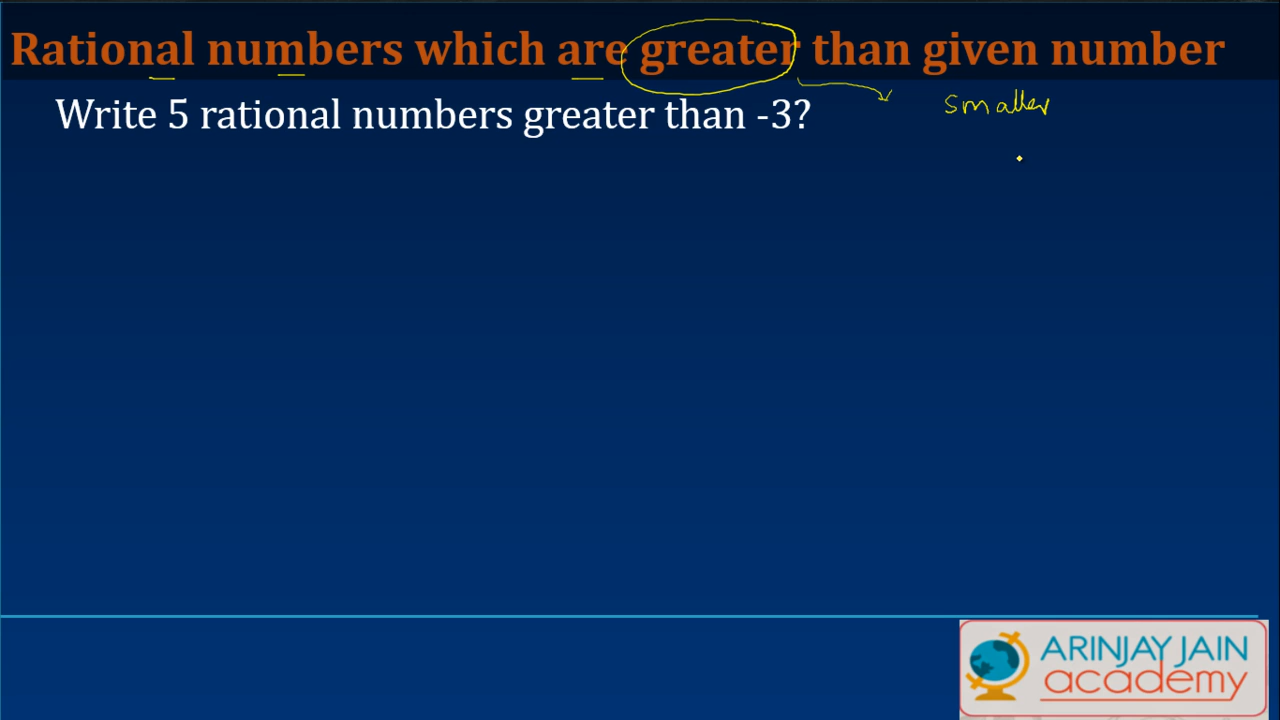 Rational numbers which are greater than given number
smaller
Write 5 rational numbers greater than -3?
ARINJAY JAIN
academy